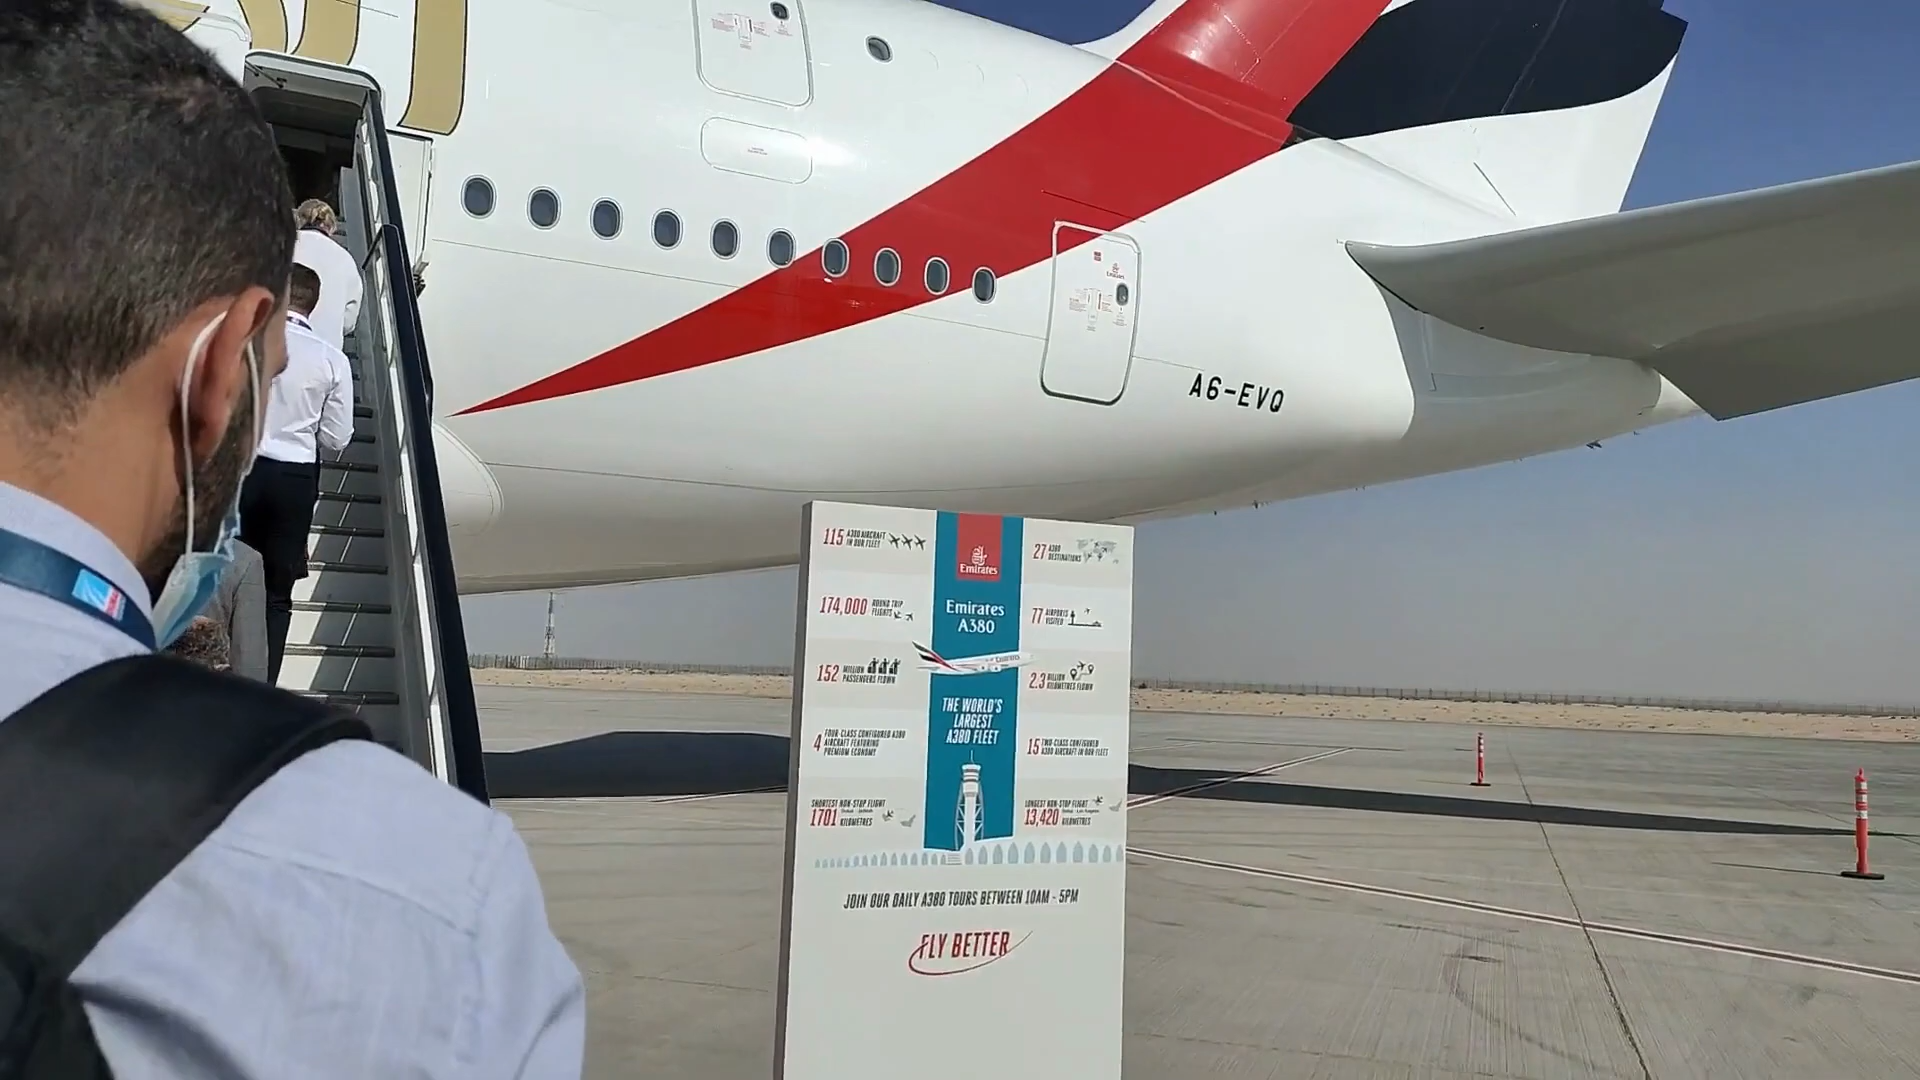 A6-EVQ
115 A380 AIRCRAFT
IN OUR FLEET
Emirates
27 A380
DESTINATIONS
174,000 ROUND TRIP
FLIGHTS
Emirates
A380
77 AIRPORTS
VISITED
152 MILLION
PASSENGERS FLOWN
Emirates
2.3 BILLION
KILOMETRES FLOWN
THE WORLD'S
LARGEST
A380 FLEET
4 FOUR-CLASS CONFIGURED A380
AIRCRAFT FEATURING
PREMIUM ECONOMY
15 TWO-CLASS CONFIGURED
A380 AIRCRAFT IN OUR FLEET
SHORTEST NON-STOP FLIGHT
1701 KILOMETRES
LONGEST NON-STOP FLIGHT
Dubai - Los Angeles
13,420 KILOMETRES
JOIN OUR DAILY A380 TOURS BETWEEN 10AM - 5PM
FLY BETTER